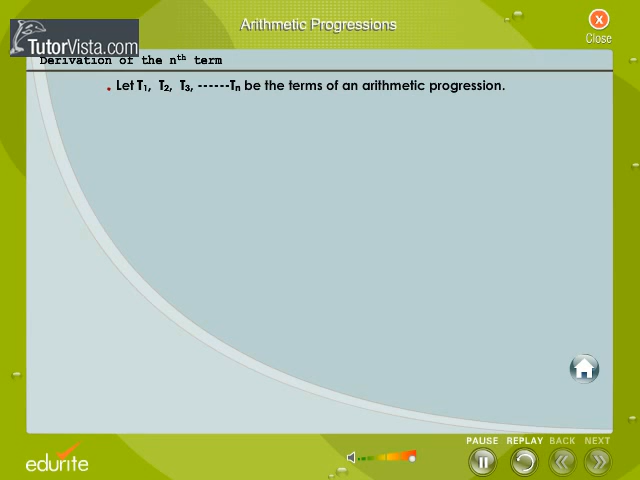 Arithmetic Progressions
X
Close
TutorVista.com
Derivation of the nth term
• Let T1, T2, T3, ------Tn be the terms of an arithmetic progression.
PAUSE REPLAY BACK NEXT
edurite